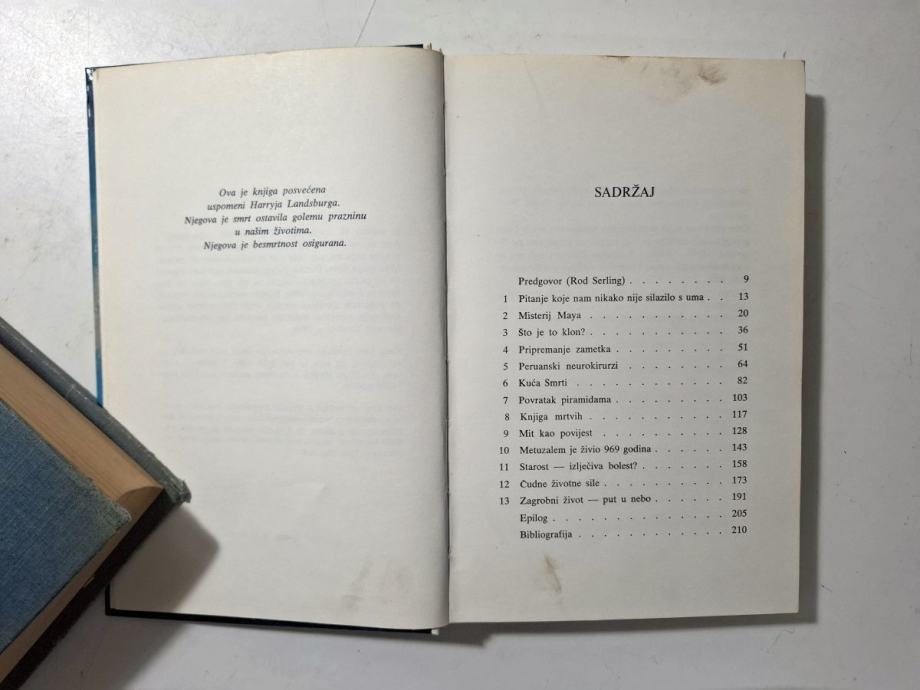 Ova je knjiga posvećena
uspomeni Harryja Landsburga.
Njegova je smrt ostavila golemu prazninu
u našim životima.
Njegova je besmrtnost osigurana.
SADRŽAJ
Predgovor (Rod Serling) . . . . . . . . 9
1 Pitanje koje nam nikako nije silazilo s uma . . 13
2 Misterij Maya . . . . . . . . . . . 20
3 Što je to klon? . . . . . . . . . . . 36
4 Pripremanje zametka . . . . . . . . . 51
5 Peruanski neurokirurzi . . . . . . . . 64
6 Kuća Smrti . . . . . . . . . . . . 82
7 Povratak piramidama . . . . . . . . . 103
8 Knjiga mrtvih . . . . . . . . . . . 117
9 Mit kao povijest . . . . . . . . . . 128
10 Metuzalem je živio 969 godina . . . . . . 143
11 Starost — izlječiva bolest? . . . . . . . 158
12 Čudne životne sile . . . . . . . . . . 173
13 Zagrobni život — put u nebo . . . . . . 191
Epilog . . . . . . . . . . . . . 205
Bibliografija . . . . . . . . . . . . 210